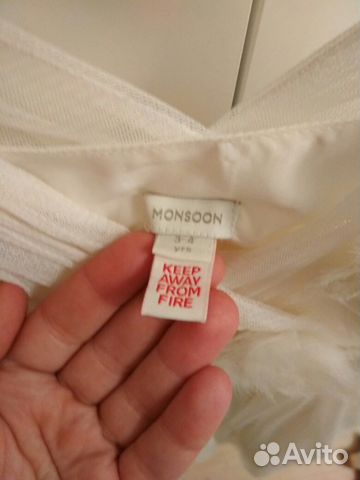 MONSOON
3-4
YRS
KEEP
AWAY
FROM
FIRE
Avito